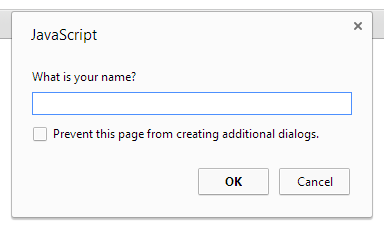 JavaScript
What is your name?
Prevent this page from creating additional dialogs.
OK Cancel